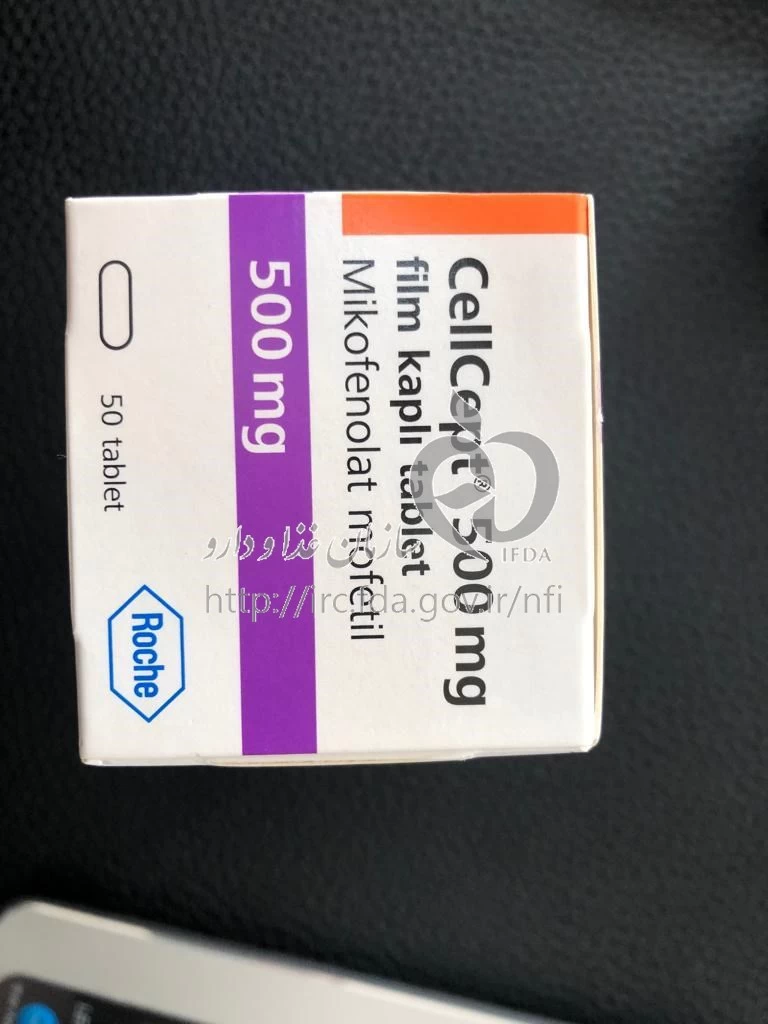 CellCept® 500 mg
film kaplı tablet
Mikofenolat mofetil
500 mg
50 tablet
Roche
IFDA
سازمان غذا و دارو
http://irc.fda.gov.ir/nfi